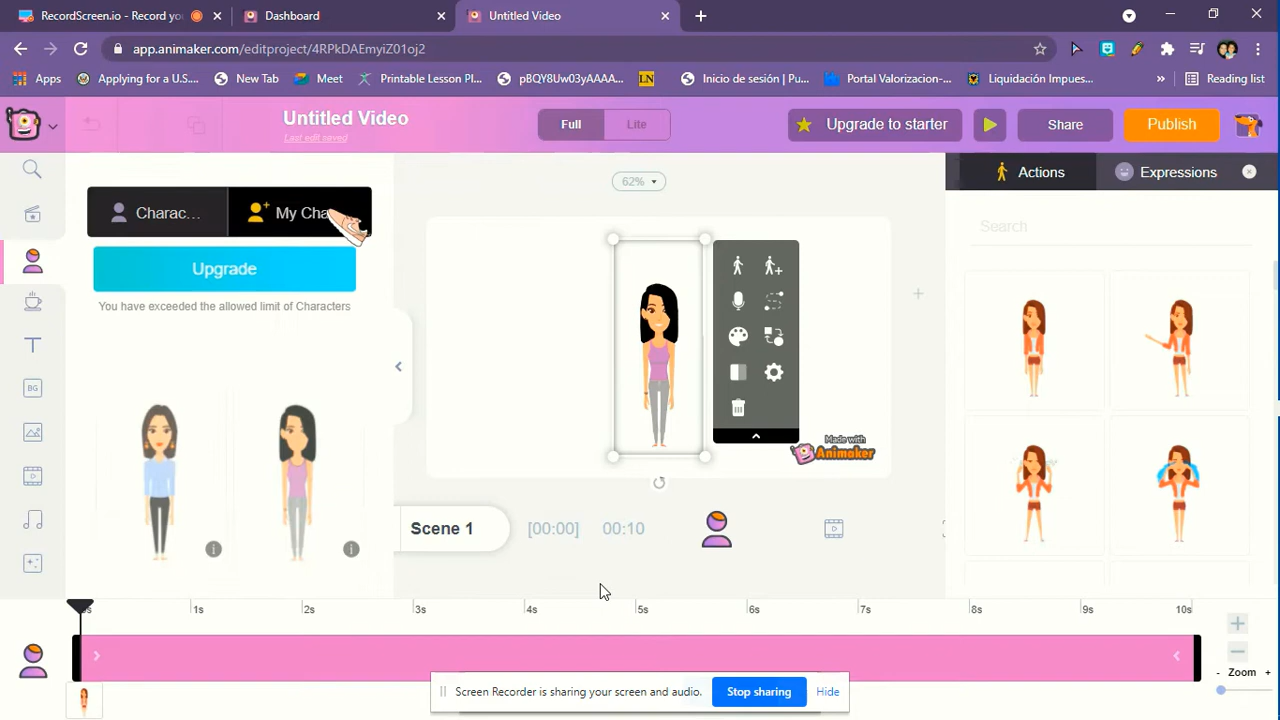 RecordScreen.io - Record yo
Dashboard
Untitled Video
app.animaker.com/editproject/4RPkDAEmyiZ01oj2
Apps
Applying for a U.S....
New Tab
Meet
Printable Lesson Pl...
pBQY8Uw03yAAAA...
LN
Inicio de sesión | Pu...
Portal Valorizacion-...
Liquidación Impues...
»
Reading list
Untitled Video
Last edit saved
Full
Lite
Upgrade to starter
Share
Publish
62%
Actions
Expressions
Charac...
My Cha
Search
Upgrade
You have exceeded the allowed limit of Characters
T
BG
Made with
Animaker
Scene 1
[00:00]
00:10
1s
2s
3s
4s
5s
6s
7s
8s
9s
10s
- Zoom +
Screen Recorder is sharing your screen and audio.
Stop sharing
Hide